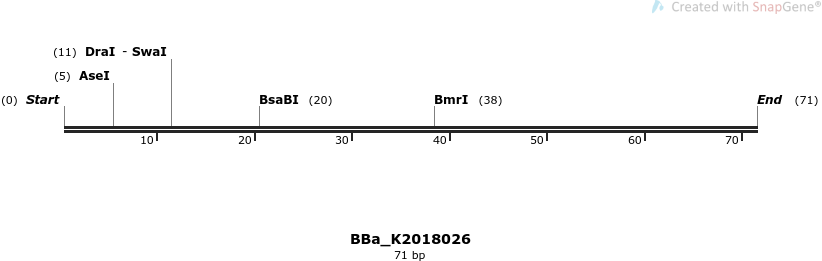 Created with SnapGene®
(11) DraI - SwaI
(5) AseI
(0) Start BsaBI (20) BmrI (38) End (71)
10 20 30 40 50 60 70
BBa_K2018026
71 bp